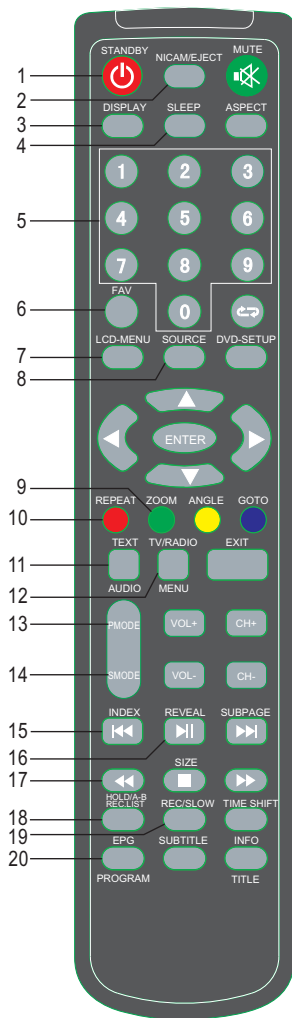 STANDBY NICAM/EJECT MUTE
1
2
DISPLAY SLEEP ASPECT
3
4
1 2 3
5 4 5 6
7 8 9
FAV
6 0
LCD-MENU SOURCE DVD-SETUP
7
8
ENTER
9
REPEAT ZOOM ANGLE GOTO
10
TEXT TV/RADIO EXIT
11
AUDIO MENU
12
13 PMODE VOL+ CH+
14 SMODE VOL- CH-
INDEX REVEAL SUBPAGE
15
16
SIZE
17
HOLD/A-B
REC.LIST REC/SLOW TIME SHIFT
18
19
EPG SUBTITLE INFO
20
PROGRAM TITLE